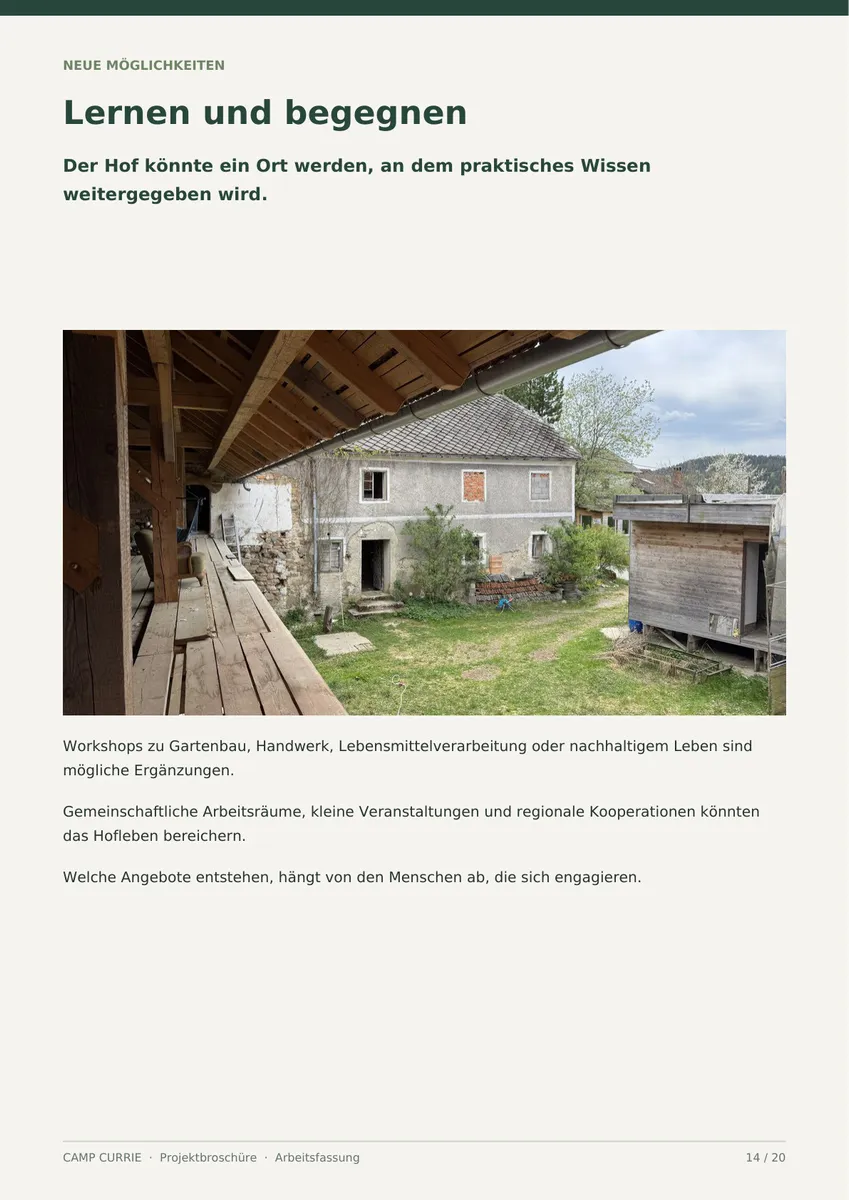 NEUE MÖGLICHKEITEN
Lernen und begegnen
Der Hof könnte ein Ort werden, an dem praktisches Wissen
weitergegeben wird.
Workshops zu Gartenbau, Handwerk, Lebensmittelverarbeitung oder nachhaltigem Leben sind
mögliche Ergänzungen.
Gemeinschaftliche Arbeitsräume, kleine Veranstaltungen und regionale Kooperationen könnten
das Hofleben bereichern.
Welche Angebote entstehen, hängt von den Menschen ab, die sich engagieren.
CAMP CURRIE · Projektbroschüre · Arbeitsfassung
14 / 20